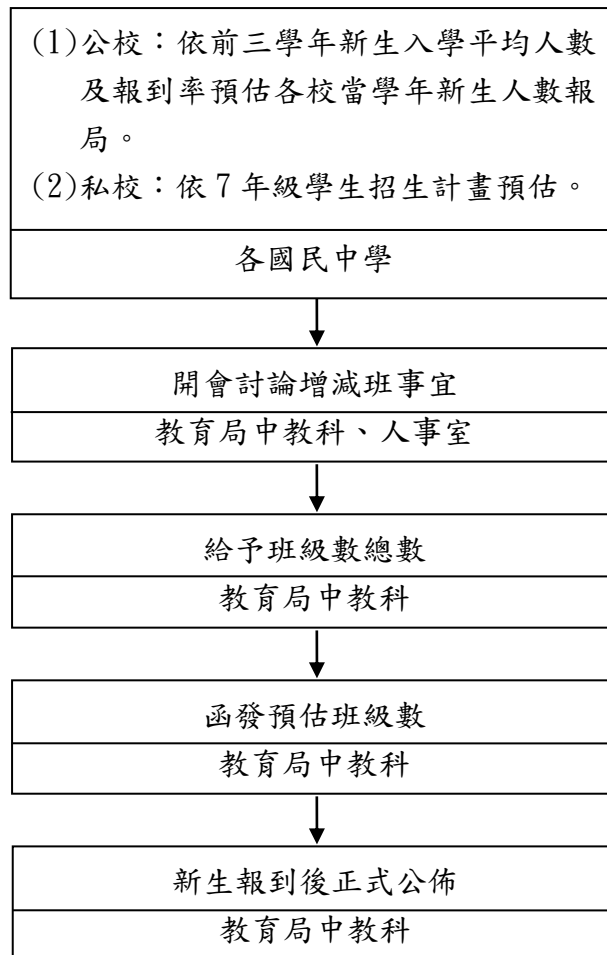 (1)公校：依前三學年新生入學平均人數
及報到率預估各校當學年新生人數報
局。
(2)私校：依7年級學生招生計畫預估。
各國民中學
開會討論增減班事宜
教育局中教科、人事室
給予班級數總數
教育局中教科
函發預估班級數
教育局中教科
新生報到後正式公佈
教育局中教科